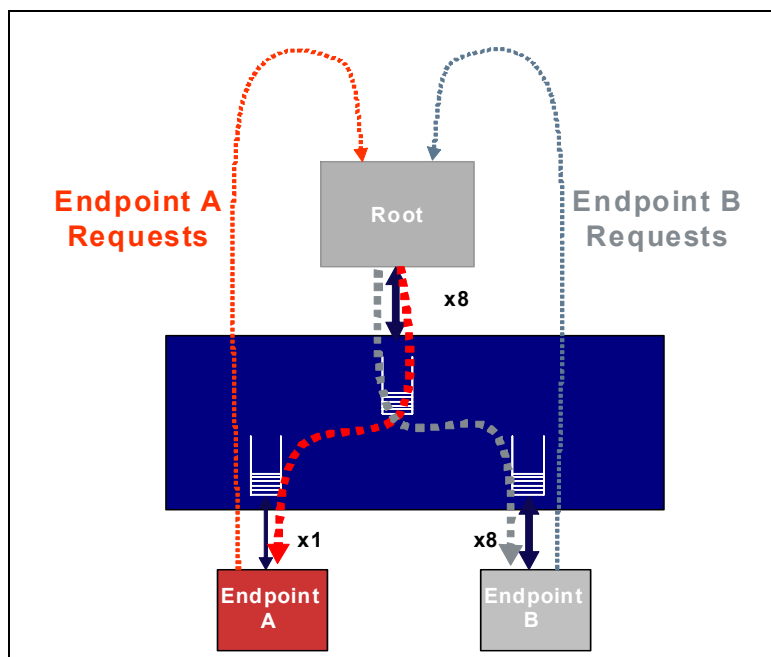 Endpoint A
Requests
Root
Endpoint B
Requests
x8
x1
x8
Endpoint
A
Endpoint
B